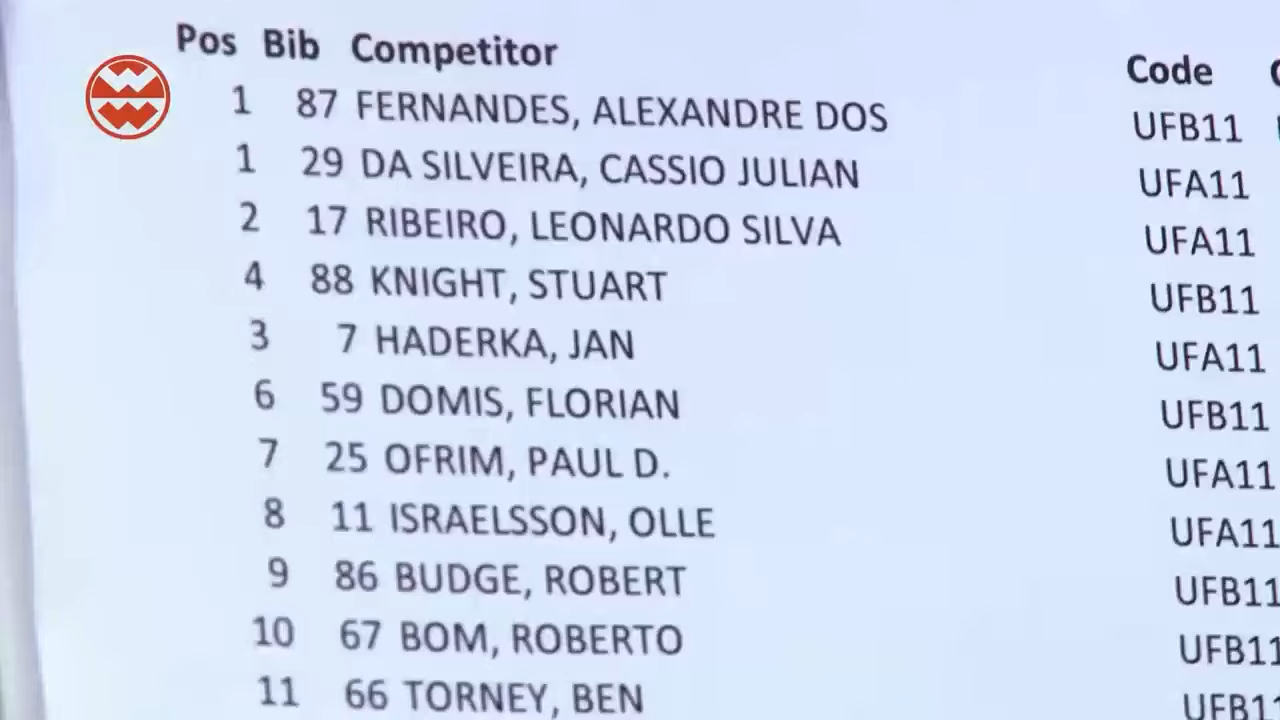 Pos Bib Competitor Code
1 87 FERNANDES, ALEXANDRE DOS UFB11
1 29 DA SILVEIRA, CASSIO JULIAN UFA11
2 17 RIBEIRO, LEONARDO SILVA UFA11
4 88 KNIGHT, STUART UFB11
3 7 HADERKA, JAN UFA11
6 59 DOMIS, FLORIAN UFB11
7 25 OFRIM, PAUL D. UFA11
8 11 ISRAELSSON, OLLE UFA11
9 86 BUDGE, ROBERT UFB11
10 67 BOM, ROBERTO UFB11
11 66 TORNEY, BEN UFB11